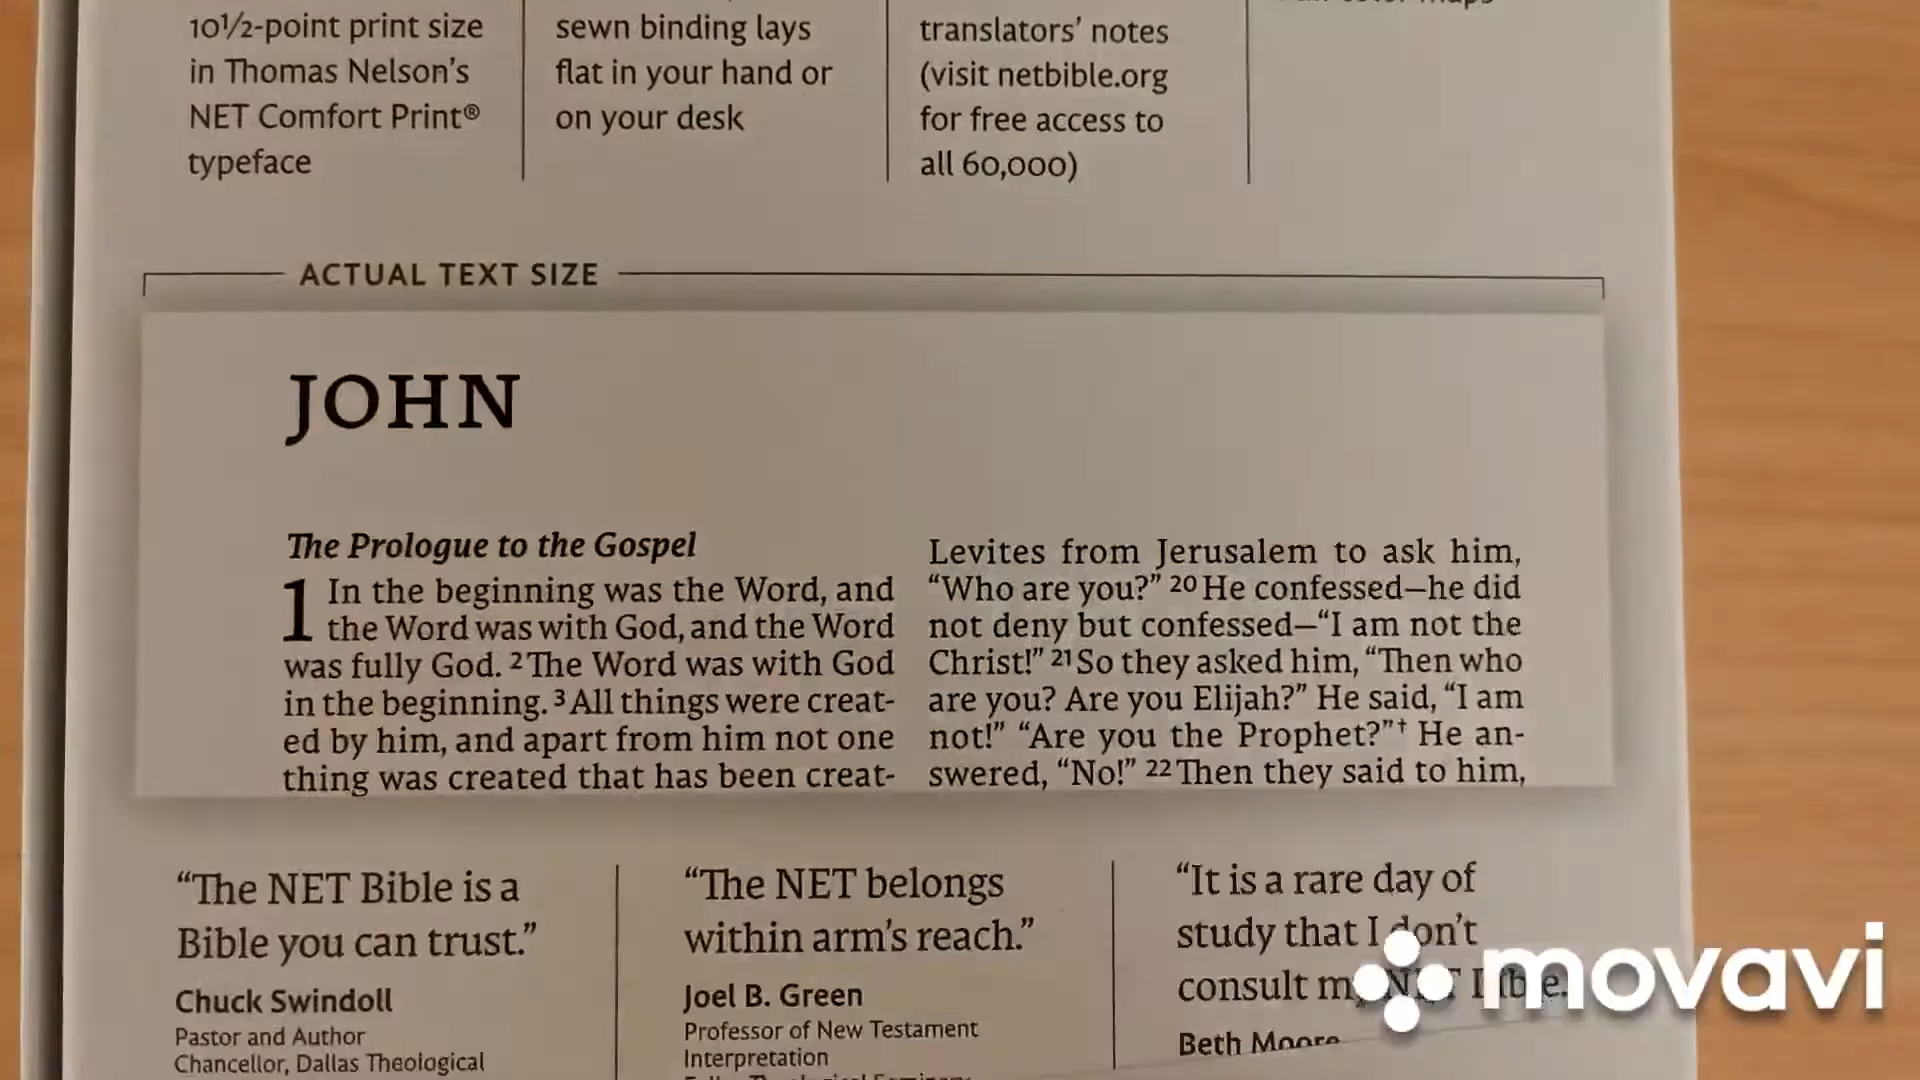 10½-point print size
in Thomas Nelson's
NET Comfort Print®
typeface
sewn binding lays
flat in your hand or
on your desk
translators' notes
(visit netbible.org
for free access to
all 60,000)
ACTUAL TEXT SIZE
JOHN
The Prologue to the Gospel
1 In the beginning was the Word, and
the Word was with God, and the Word
was fully God. 2 The Word was with God
in the beginning. 3 All things were creat-
ed by him, and apart from him not one
thing was created that has been creat-
Levites from Jerusalem to ask him,
“Who are you?” 20 He confessed—he did
not deny but confessed—“I am not the
Christ!” 21 So they asked him, “Then who
are you? Are you Elijah?” He said, “I am
not!” “Are you the Prophet?”† He an-
swered, “No!” 22 Then they said to him,
“The NET Bible is a
Bible you can trust.”
Chuck Swindoll
Pastor and Author
Chancellor, Dallas Theological
“The NET belongs
within arm's reach.”
Joel B. Green
Professor of New Testament
Interpretation
“It is a rare day of
study that I don't
consult my NET Bible.
Beth Moore
movavi